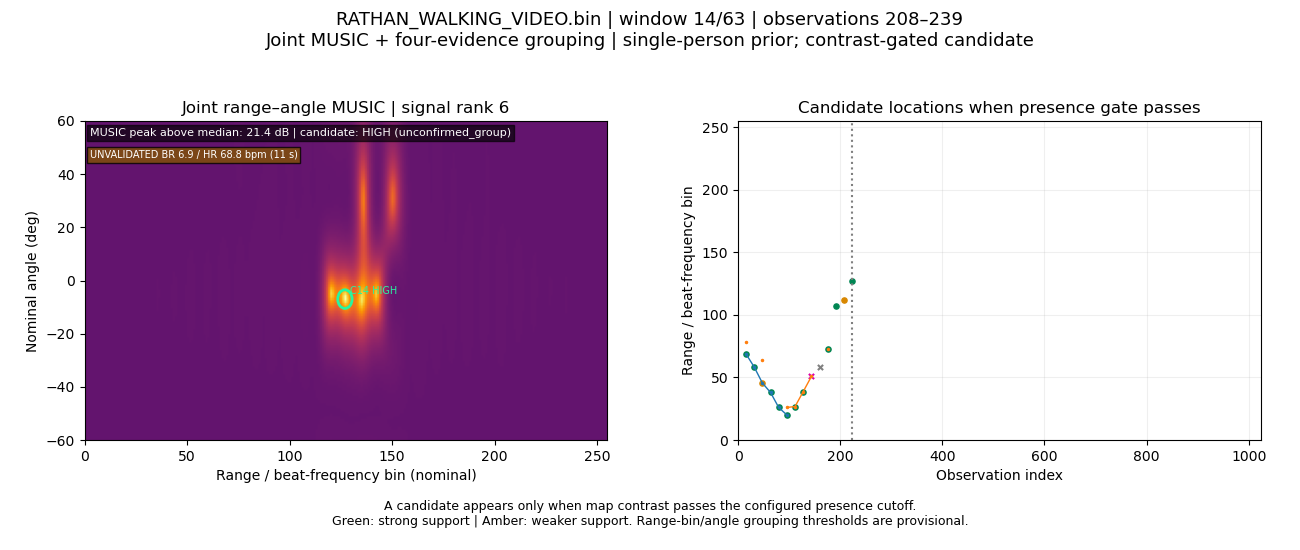 RATHAN_WALKING_VIDEO.bin | window 14/63 | observations 208–239
Joint MUSIC + four-evidence grouping | single-person prior; contrast-gated candidate
Joint range–angle MUSIC | signal rank 6
MUSIC peak above median: 21.4 dB | candidate: HIGH (unconfirmed_group)
UNVALIDATED BR 6.9 / HR 68.8 bpm (11 s)
60
40
20
0
−20
−40
−60
Nominal angle (deg)
0
50
100
150
200
250
Range / beat-frequency bin (nominal)
Candidate locations when presence gate passes
250
200
150
100
50
0
Range / beat-frequency bin
0
200
400
600
800
1000
Observation index
A candidate appears only when map contrast passes the configured presence cutoff.
Green: strong support | Amber: weaker support. Range-bin/angle grouping thresholds are provisional.